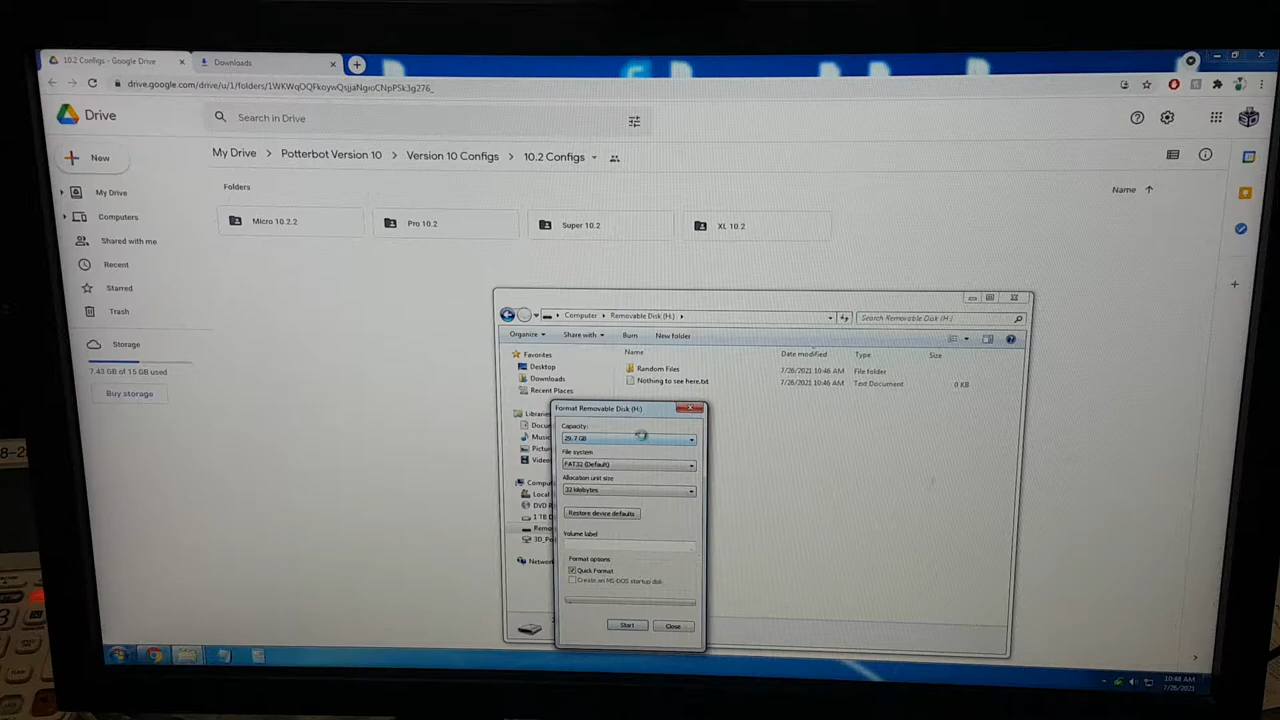 10.2 Configs - Google Drive
Downloads
drive.google.com/drive/u/1/folders/
Drive
Search in Drive
New
My Drive
Potterbot Version 10
Version 10 Configs
10.2 Configs
My Drive
Computers
Shared with me
Recent
Starred
Trash
Storage
7.43 GB of 15 GB used
Buy storage
Folders
Name
Micro 10.2.2
Pro 10.2
Super 10.2
XL 10.2
Computer
Removable Disk (H:)
Search Removable Disk (H:)
Organize
Share with
Burn
New folder
Favorites
Desktop
Downloads
Recent Places
Name
Date modified
Type
Size
Random Files
7/26/2021 10:46 AM
File folder
Nothing to see here.txt
7/26/2021 10:46 AM
Text Document
0 KB
Format Removable Disk (H:)
Capacity:
29.7 GB
File system
FAT32 (Default)
Allocation unit size
32 kilobytes
Restore device defaults
Volume label
Format options
Quick Format
Create an MS-DOS startup disk
Start
Close
10:48 AM
7/26/2021